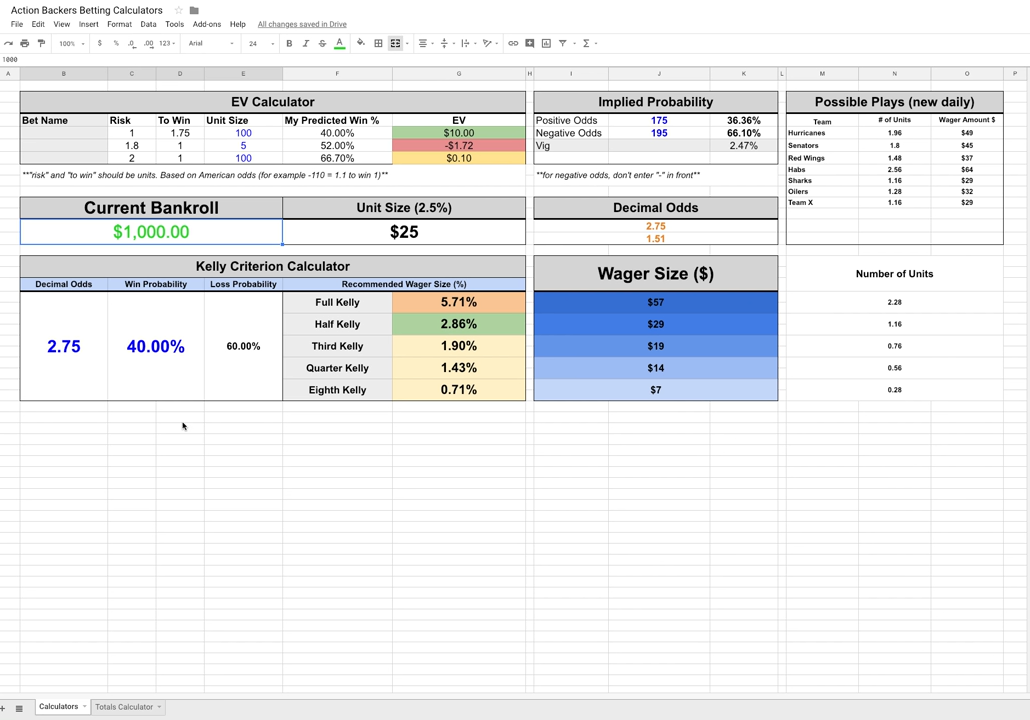 Action Backers Betting Calculators
File Edit View Insert Format Data Tools Add-ons Help All changes saved in Drive
100% $ % .0 .00 123 Arial 24 B I S A
1000
A B C D E F G H I J K L M N O P
EV Calculator
Bet Name Risk To Win Unit Size My Predicted Win % EV
1 1.75 100 40.00% $10.00
1.8 1 5 52.00% -$1.72
2 1 100 66.70% $0.10
***risk" and "to win" should be units. Based on American odds (for example -110 = 1.1 to win 1)**
Implied Probability
Positive Odds 175 36.36%
Negative Odds 195 66.10%
Vig 2.47%
**for negative odds, don't enter "-" in front**
Possible Plays (new daily)
Team # of Units Wager Amount $
Hurricanes 1.96 $49
Senators 1.8 $45
Red Wings 1.48 $37
Habs 2.56 $64
Sharks 1.16 $29
Oilers 1.28 $32
Team X 1.16 $29
Current Bankroll Unit Size (2.5%)
$1,000.00 $25
Decimal Odds
2.75
1.51
Kelly Criterion Calculator
Decimal Odds Win Probability Loss Probability Recommended Wager Size (%)
2.75 40.00% 60.00%
Full Kelly 5.71%
Half Kelly 2.86%
Third Kelly 1.90%
Quarter Kelly 1.43%
Eighth Kelly 0.71%
Wager Size ($)
$57
$29
$19
$14
$7
Number of Units
2.28
1.16
0.76
0.56
0.28
Calculators Totals Calculator